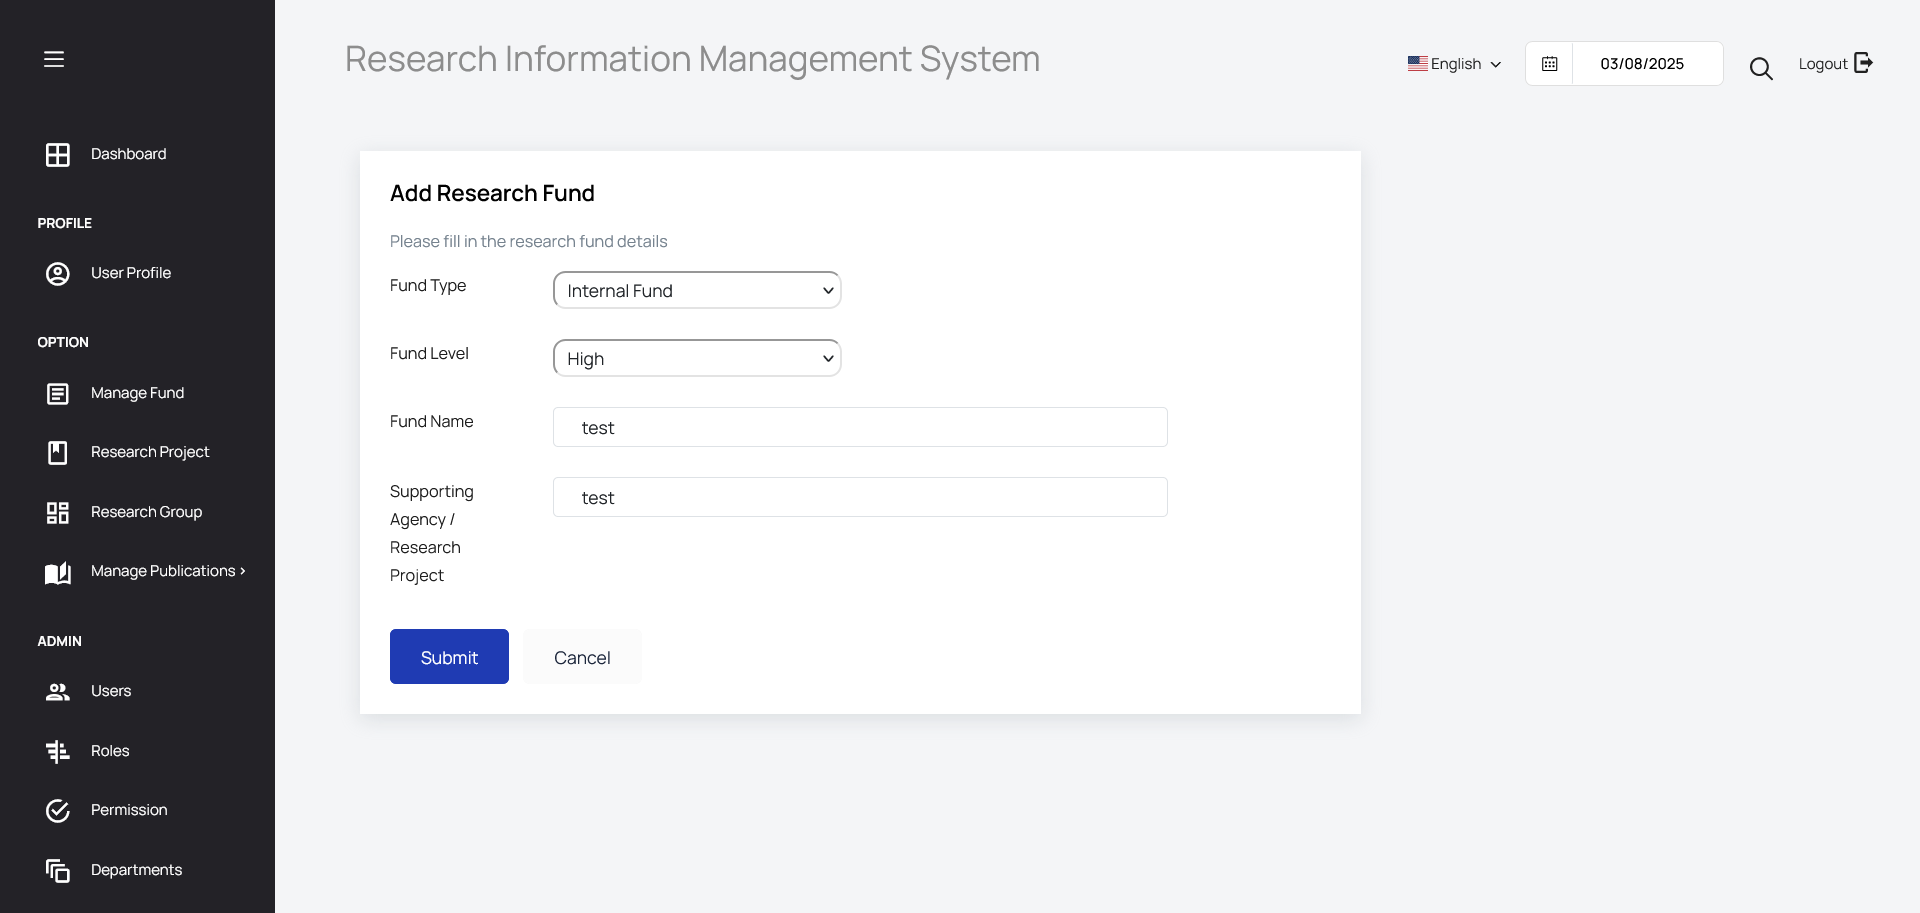 Research Information Management System
English
03/08/2025
Logout
Dashboard
PROFILE
User Profile
OPTION
Manage Fund
Research Project
Research Group
Manage Publications ›
ADMIN
Users
Roles
Permission
Departments
Add Research Fund
Please fill in the research fund details
Fund Type
Internal Fund
Fund Level
High
Fund Name
test
Supporting
Agency /
Research
Project
test
Submit
Cancel